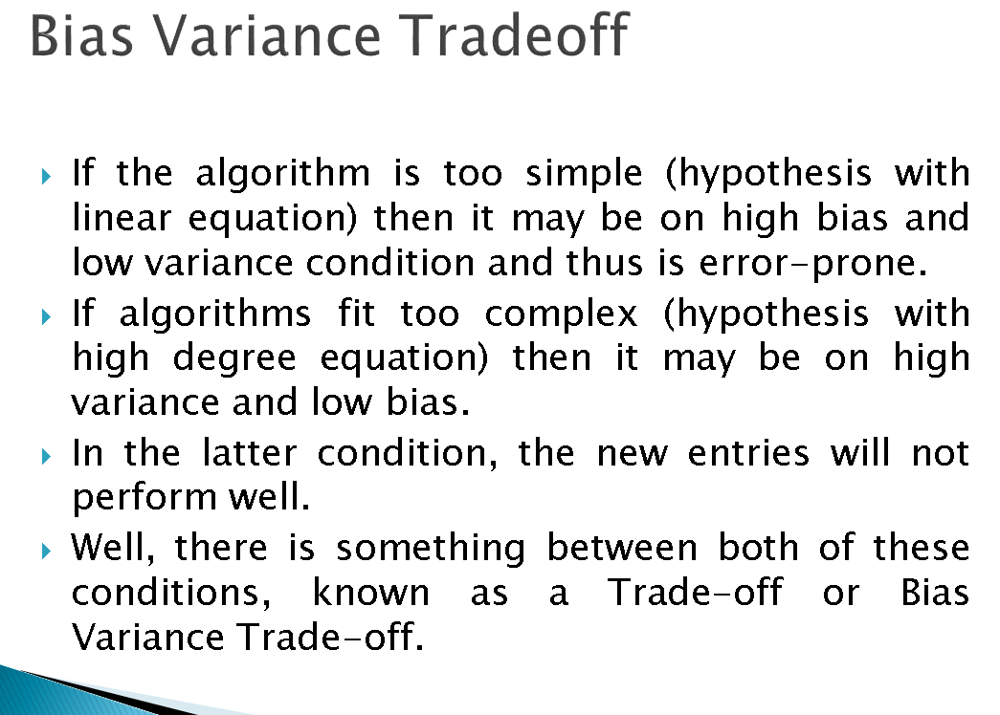 Bias Variance Tradeoff
If the algorithm is too simple (hypothesis with
linear equation) then it may be on high bias and
low variance condition and thus is error-prone.
If algorithms fit too complex (hypothesis with
high degree equation) then it may be on high
variance and low bias.
In the latter condition, the new entries will not
perform well.
Well, there is something between both of these
conditions, known as a Trade-off or Bias
Variance Trade-off.